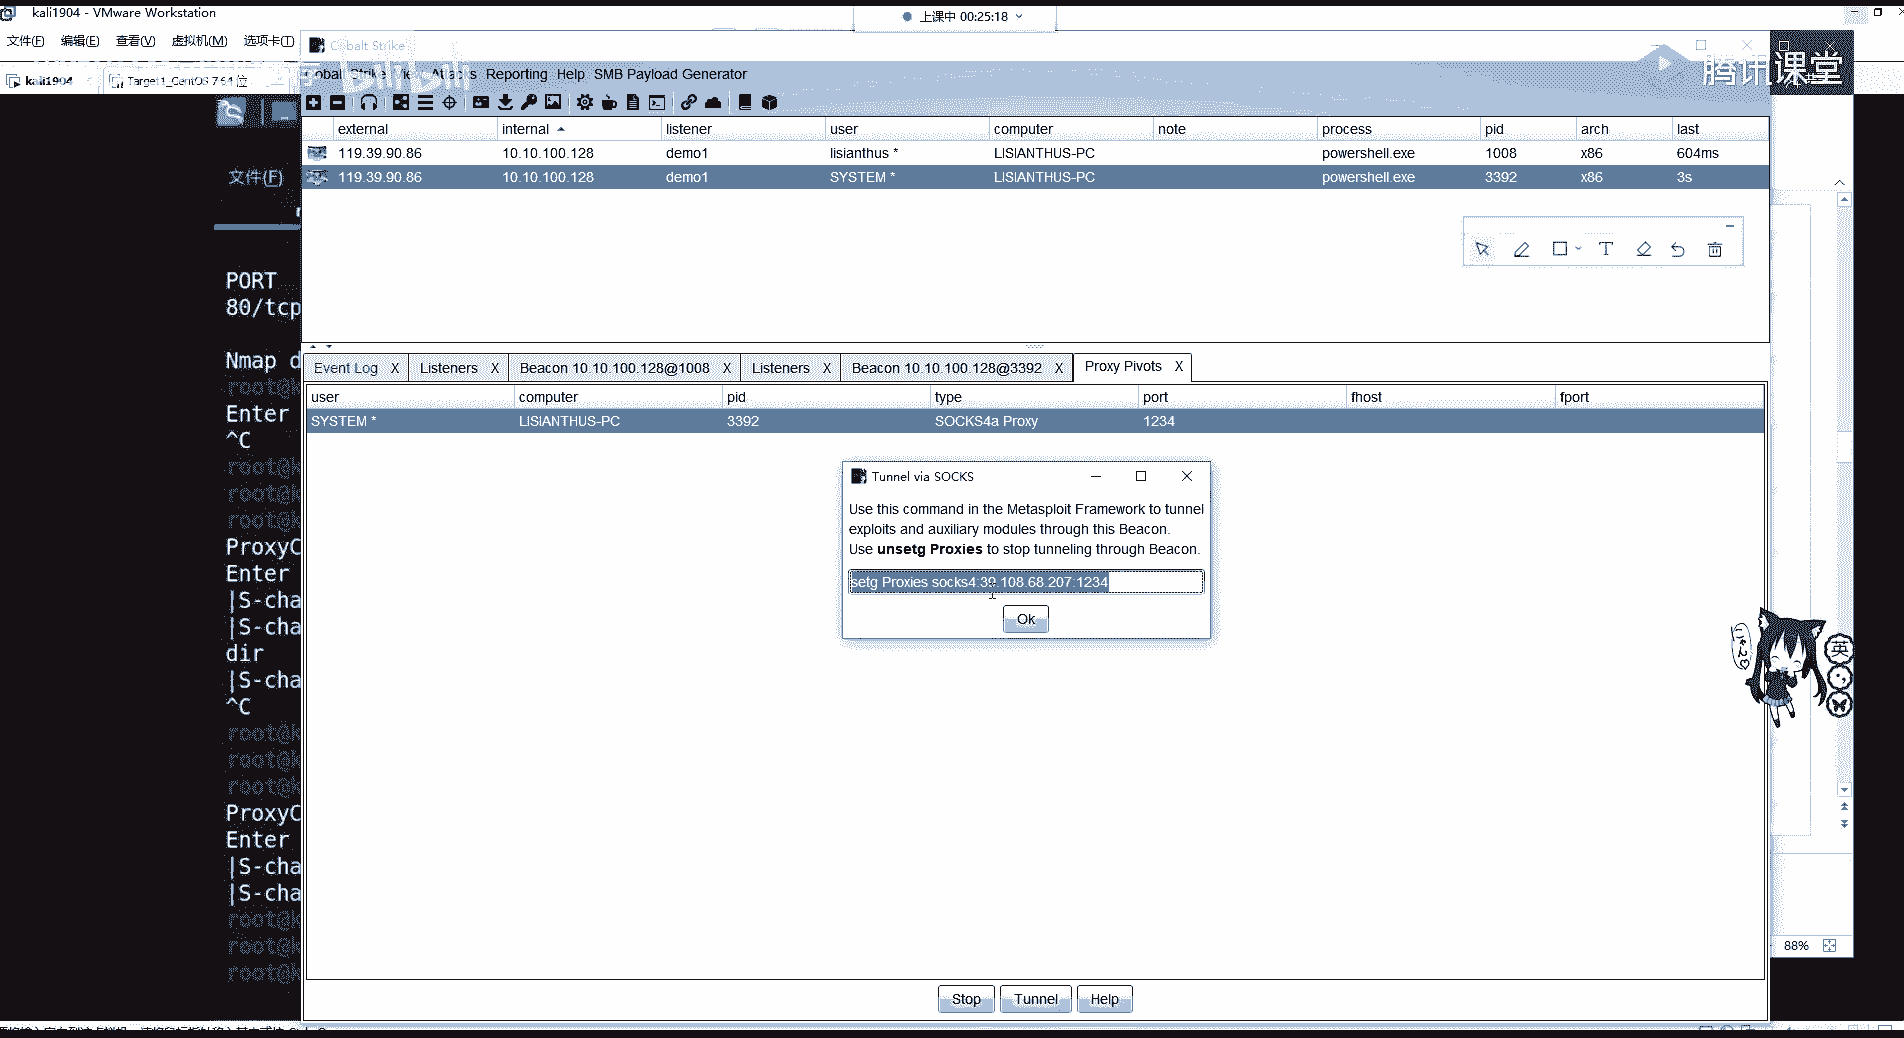 kali1904 - VMware Workstation
上课中 00:25:18
文件(F) 编辑(E) 查看(V) 虚拟机(M) 选项卡(T)
Cobalt Strike
腾讯课堂
kali1904
Target1_CentOS 7 64 位
Cobalt Strike View Attacks Reporting Help SMB Payload Generator
bilibili
external internal listener user computer note process pid arch last
119.39.90.86 10.10.100.128 demo1 lisianthus * LISIANTHUS-PC powershell.exe 1008 x86 604ms
119.39.90.86 10.10.100.128 demo1 SYSTEM * LISIANTHUS-PC powershell.exe 3392 x86 3s
文件(F)
PORT
80/tcp
Nmap d
root@k
Enter
^C
root@k
root@k
root@k
ProxyC
Enter
|S-cha
|S-cha
dir
|S-cha
^C
root@k
root@k
root@k
ProxyC
Enter
|S-cha
|S-cha
root@k
root@k
root@k
Event Log X Listeners X Beacon 10.10.100.128@1008 X Listeners X Beacon 10.10.100.128@3392 X Proxy Pivots X
user computer pid type port fhost fport
SYSTEM * LISIANTHUS-PC 3392 SOCKS4a Proxy 1234
Tunnel via SOCKS
Use this command in the Metasploit Framework to tunnel
exploits and auxiliary modules through this Beacon.
Use unsetg Proxies to stop tunneling through Beacon.
setg Proxies socks4:39.108.68.207:1234
Ok
英
88%
Stop Tunnel Help